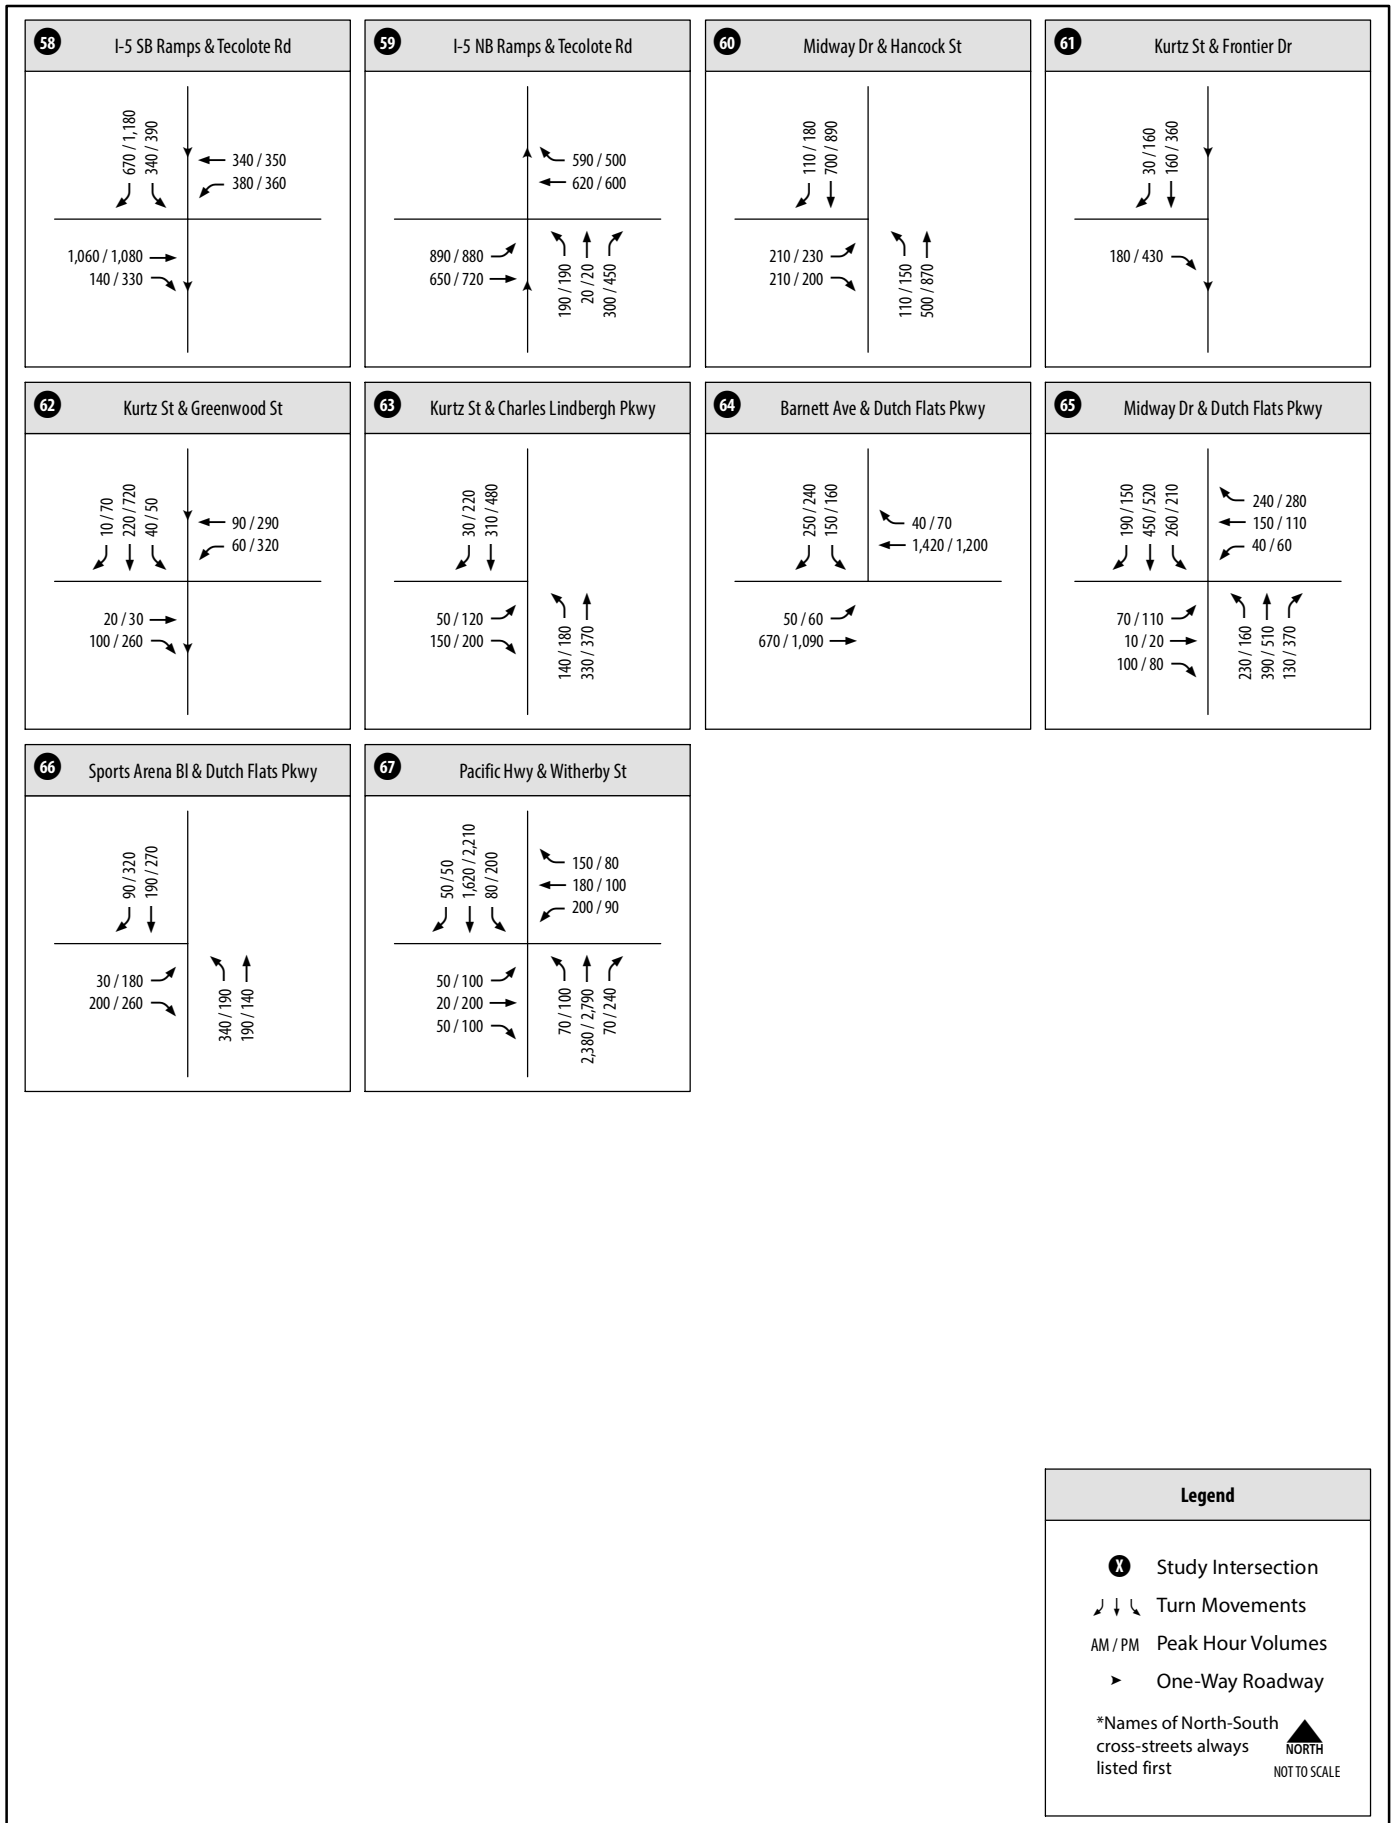 58 I-5 SB Ramps & Tecolote Rd
670 / 1,180
340 / 390
340 / 350
380 / 360
1,060 / 1,080
140 / 330
59 I-5 NB Ramps & Tecolote Rd
590 / 500
620 / 600
890 / 880
650 / 720
190 / 190
20 / 20
300 / 450
60 Midway Dr & Hancock St
110 / 180
700 / 890
210 / 230
210 / 200
110 / 150
500 / 870
61 Kurtz St & Frontier Dr
30 / 160
160 / 360
180 / 430
62 Kurtz St & Greenwood St
10 / 70
220 / 720
40 / 50
90 / 290
60 / 320
20 / 30
100 / 260
63 Kurtz St & Charles Lindbergh Pkwy
30 / 220
310 / 480
50 / 120
150 / 200
140 / 180
330 / 370
64 Barnett Ave & Dutch Flats Pkwy
250 / 240
150 / 160
40 / 70
1,420 / 1,200
50 / 60
670 / 1,090
65 Midway Dr & Dutch Flats Pkwy
190 / 150
450 / 520
260 / 210
240 / 280
150 / 110
40 / 60
70 / 110
10 / 20
100 / 80
230 / 160
390 / 510
130 / 370
66 Sports Arena Bl & Dutch Flats Pkwy
90 / 320
190 / 270
30 / 180
200 / 260
340 / 190
190 / 140
67 Pacific Hwy & Witherby St
50 / 50
1,620 / 2,210
80 / 200
150 / 80
180 / 100
200 / 90
50 / 100
20 / 200
50 / 100
70 / 100
2,380 / 2,790
70 / 240
Legend
X Study Intersection
Turn Movements
AM / PM Peak Hour Volumes
One-Way Roadway
*Names of North-South
cross-streets always
listed first
NORTH
NOT TO SCALE